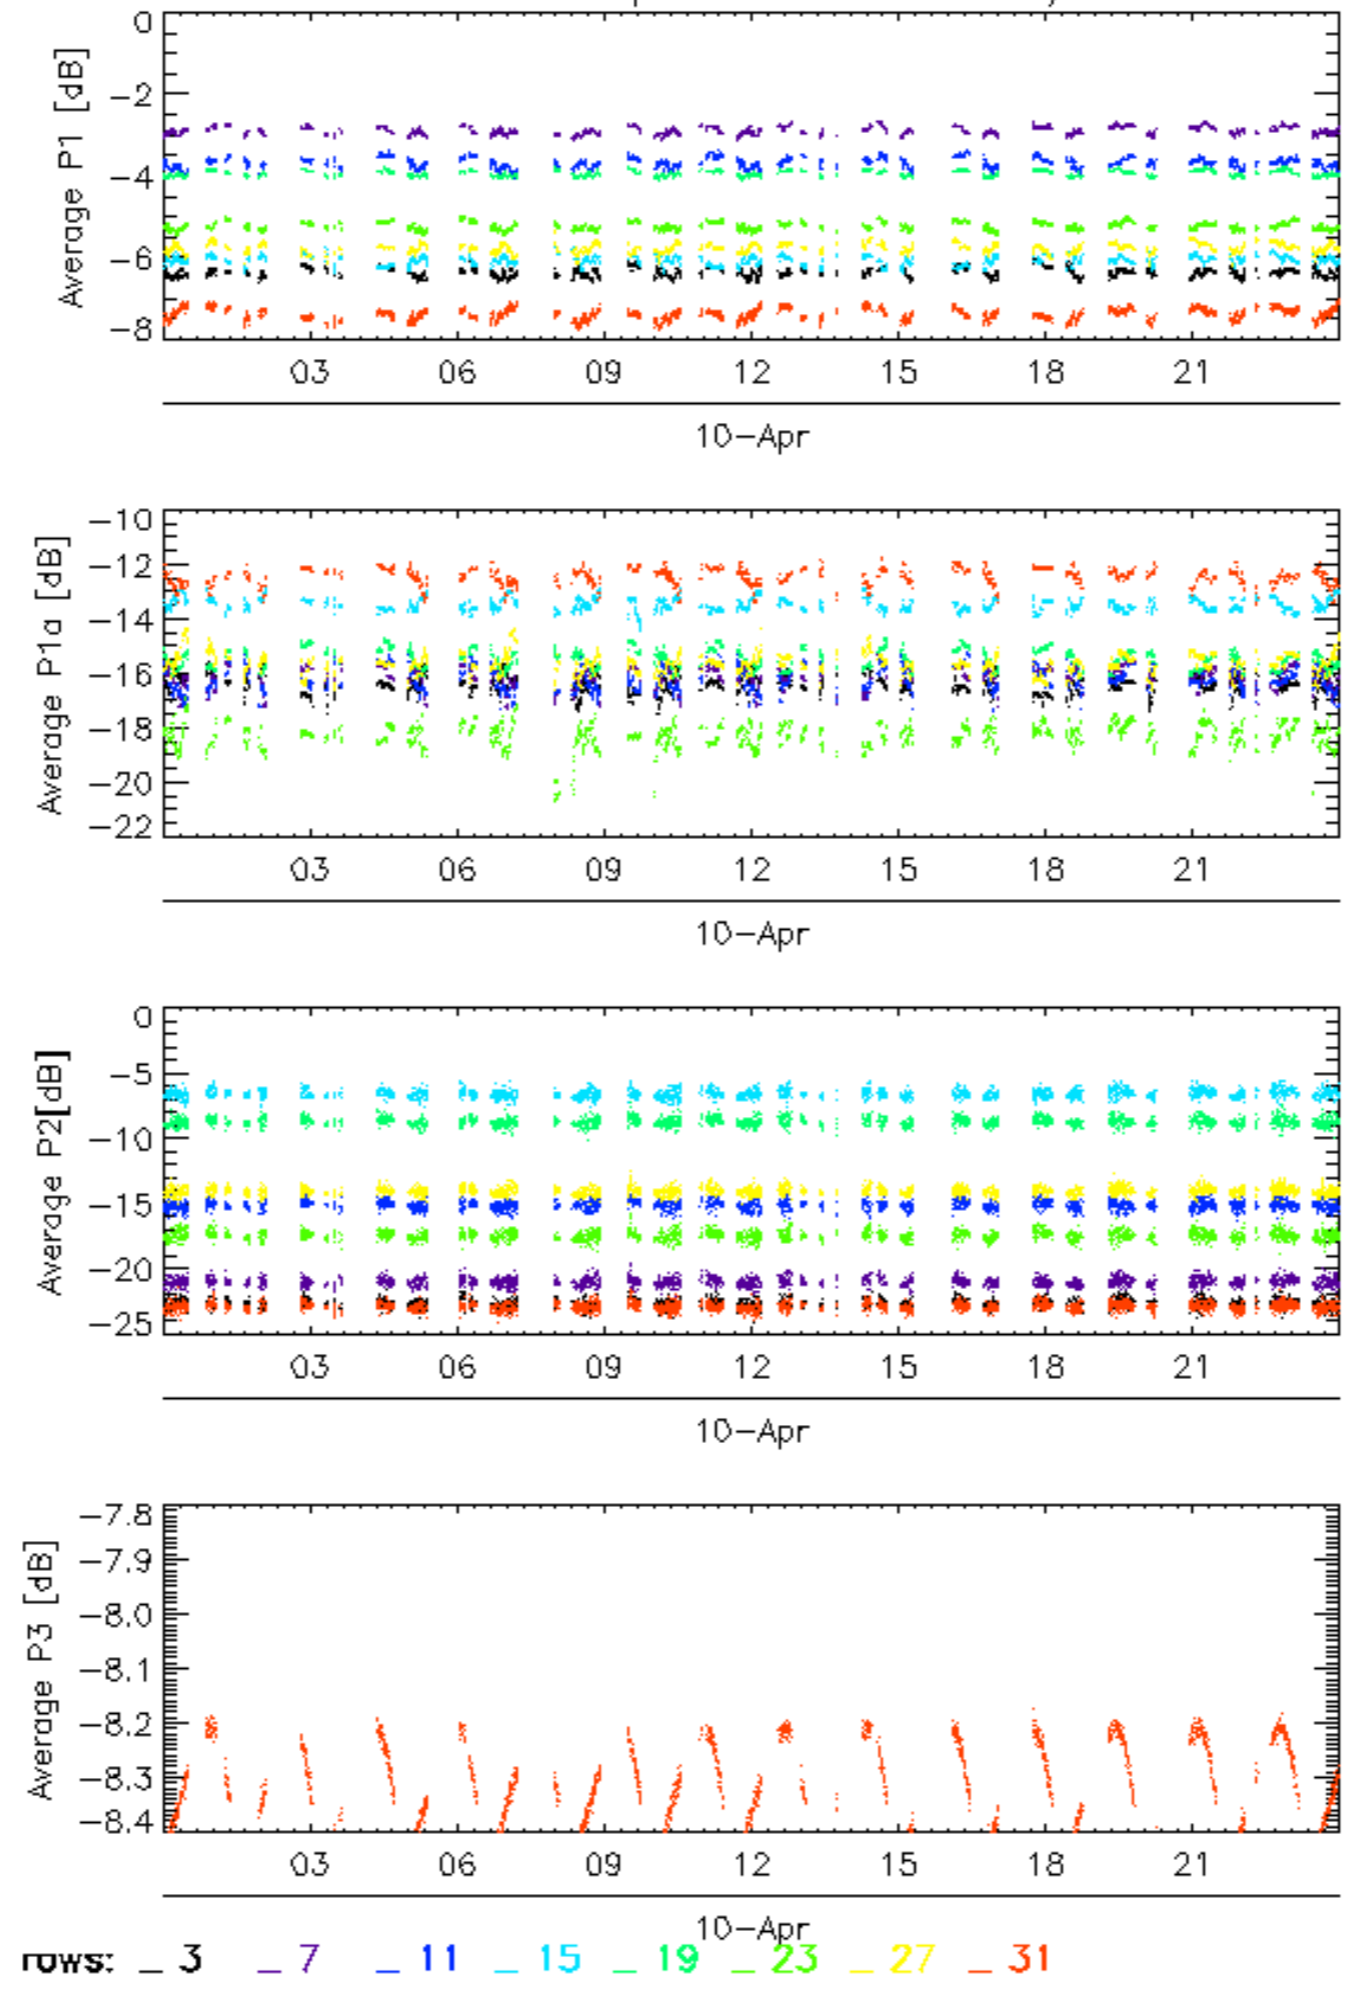 0
−2
−4
−6
−8
Average P1 [dB]
03 06 09 12 15 18 21
10−Apr
−10
−12
−14
−16
−18
−20
−22
Average P1a [dB]
03 06 09 12 15 18 21
10−Apr
0
−5
−10
−15
−20
−25
Average P2[dB]
03 06 09 12 15 18 21
10−Apr
−7.8
−7.9
−8.0
−8.1
−8.2
−8.3
−8.4
Average P3 [dB]
03 06 09 12 15 18 21
10−Apr
rows: _ 3 _ 7 _ 11 _ 15 _ 19 _ 23 _ 27 _ 31